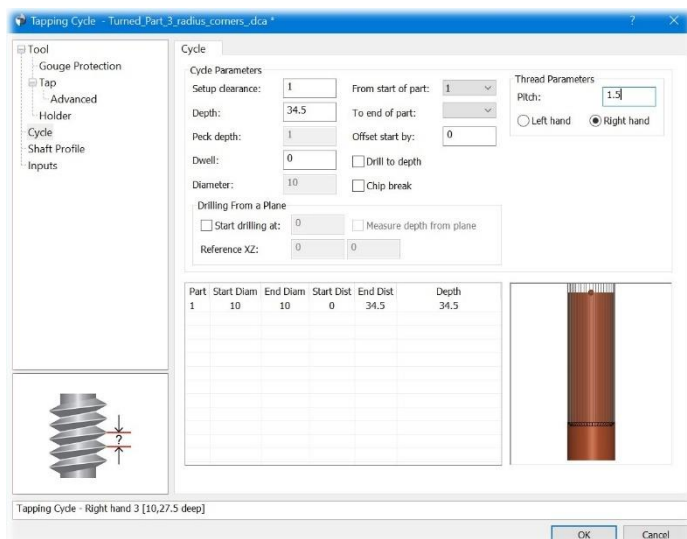 Tapping Cycle - Turned_Part_3_radius_corners_.dca *
? X
Tool
Gouge Protection
Tap
Advanced
Holder
Cycle
Shaft Profile
Inputs
Cycle
Cycle Parameters
Setup clearance: 1 From start of part: 1
Depth: 34.5 To end of part:
Peck depth: 1 Offset start by: 0
Dwell: 0 Drill to depth
Diameter: 10 Chip break
Thread Parameters
Pitch: 1.5
Left hand Right hand
Drilling From a Plane
Start drilling at: 0 Measure depth from plane
Reference XZ: 0 0
Part Start Diam End Diam Start Dist End Dist Depth
1 10 10 0 34.5 34.5
?
Tapping Cycle - Right hand 3 [10,27.5 deep]
OK Cancel